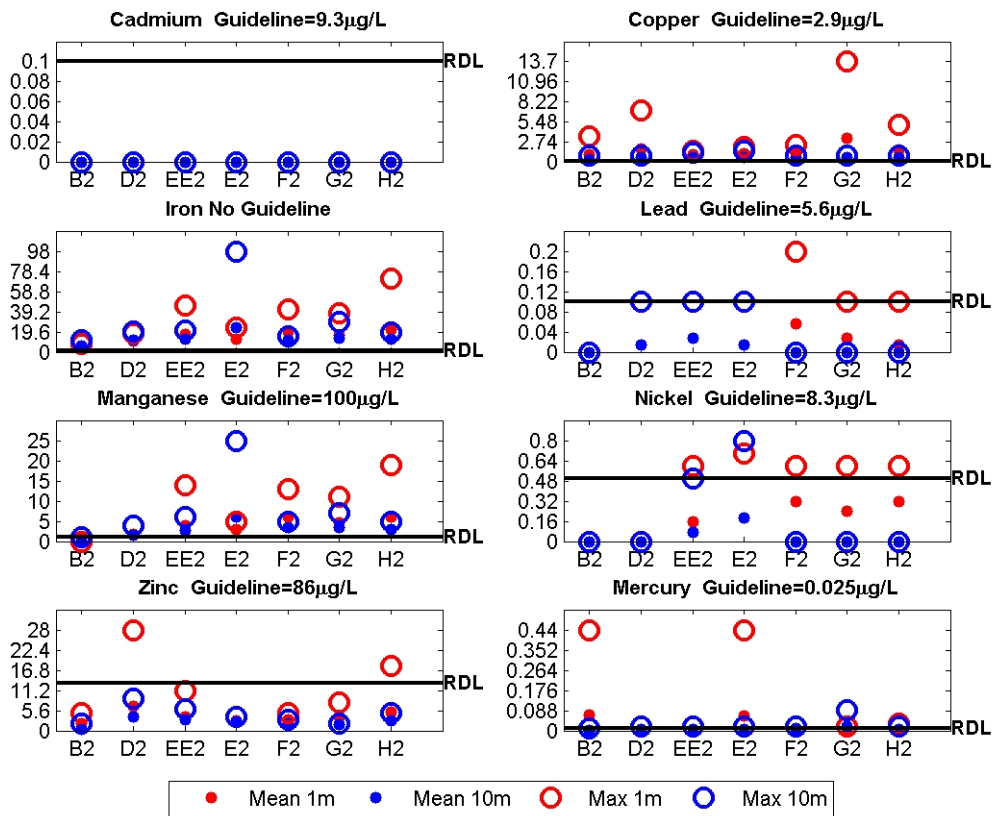 Cadmium Guideline=9.3µg/L
0.1
0.08
0.06
0.04
0.02
0
RDL
B2 D2 EE2 E2 F2 G2 H2
Copper Guideline=2.9µg/L
13.7
10.96
8.22
5.48
2.74
0
RDL
B2 D2 EE2 E2 F2 G2 H2
Iron No Guideline
98
78.4
58.8
39.2
19.6
0
RDL
B2 D2 EE2 E2 F2 G2 H2
Lead Guideline=5.6µg/L
0.2
0.16
0.12
0.08
0.04
0
RDL
B2 D2 EE2 E2 F2 G2 H2
Manganese Guideline=100µg/L
25
20
15
10
5
0
RDL
B2 D2 EE2 E2 F2 G2 H2
Nickel Guideline=8.3µg/L
0.8
0.64
0.48
0.32
0.16
0
RDL
B2 D2 EE2 E2 F2 G2 H2
Zinc Guideline=86µg/L
28
22.4
16.8
11.2
5.6
0
RDL
B2 D2 EE2 E2 F2 G2 H2
Mercury Guideline=0.025µg/L
0.44
0.352
0.264
0.176
0.088
0
RDL
B2 D2 EE2 E2 F2 G2 H2
Mean 1m Mean 10m Max 1m Max 10m